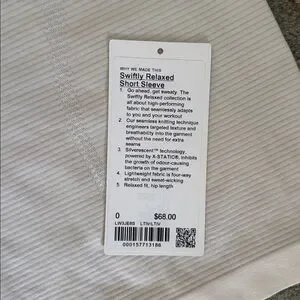 WHY WE MADE THIS
Swiftly Relaxed
Short Sleeve
1. Go ahead, get sweaty. The
Swiftly Relaxed collection is
all about high-performing
fabric that seamlessly adapts
to you and your workout
2. Our seamless knitting technique
engineers targeted texture and
breathability into the garment
without the need for extra
seams
3. Silverescent™ technology,
powered by X-STATIC®, inhibits
the growth of odour-causing
bacteria on the garment
4. Lightweight fabric is four-way
stretch and sweat-wicking
5. Relaxed fit, hip length
0 $68.00
LW3JE8S LTIV/LTIV
000157713186